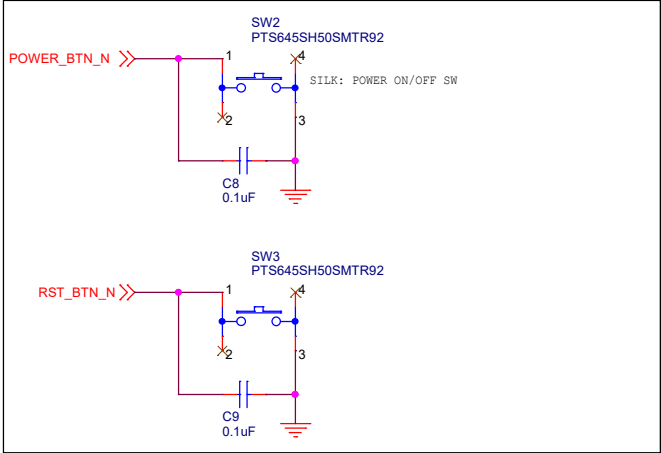 SW2
PTS645SH50SMTR92
POWER_BTN_N
1
4
SILK: POWER ON/OFF SW
2
3
C8
0.1uF
SW3
PTS645SH50SMTR92
RST_BTN_N
1
4
2
3
C9
0.1uF